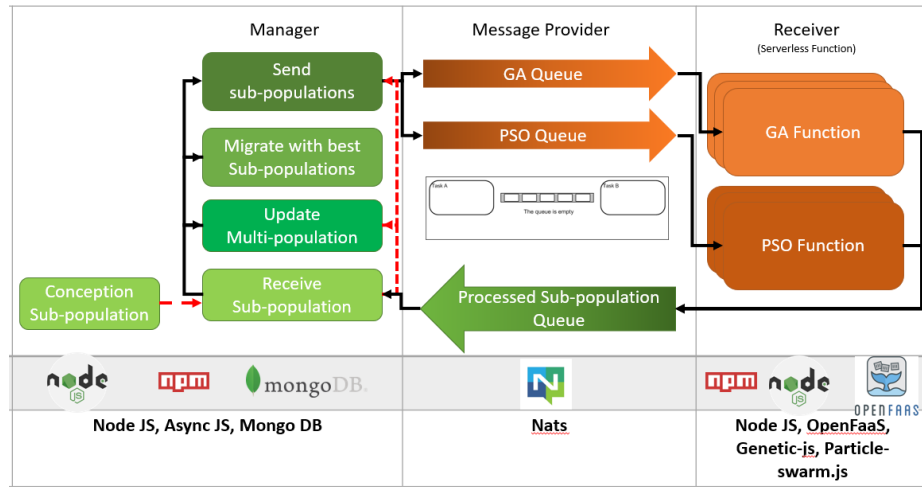 Manager
Message Provider
Receiver
(Serverless Function)
Send
sub-populations
Migrate with best
Sub-populations
Update
Multi-population
Receive
Sub-population
Conception
Sub-population
GA Queue
PSO Queue
Task A
Task B
The queue is empty
Processed Sub-population
Queue
GA Function
PSO Function
node
JS
npm
mongoDB.
N
npm
node
JS
OPENFAAS
Node JS, Async JS, Mongo DB
Nats
Node JS, OpenFaaS,
Genetic-js, Particle-
swarm.js